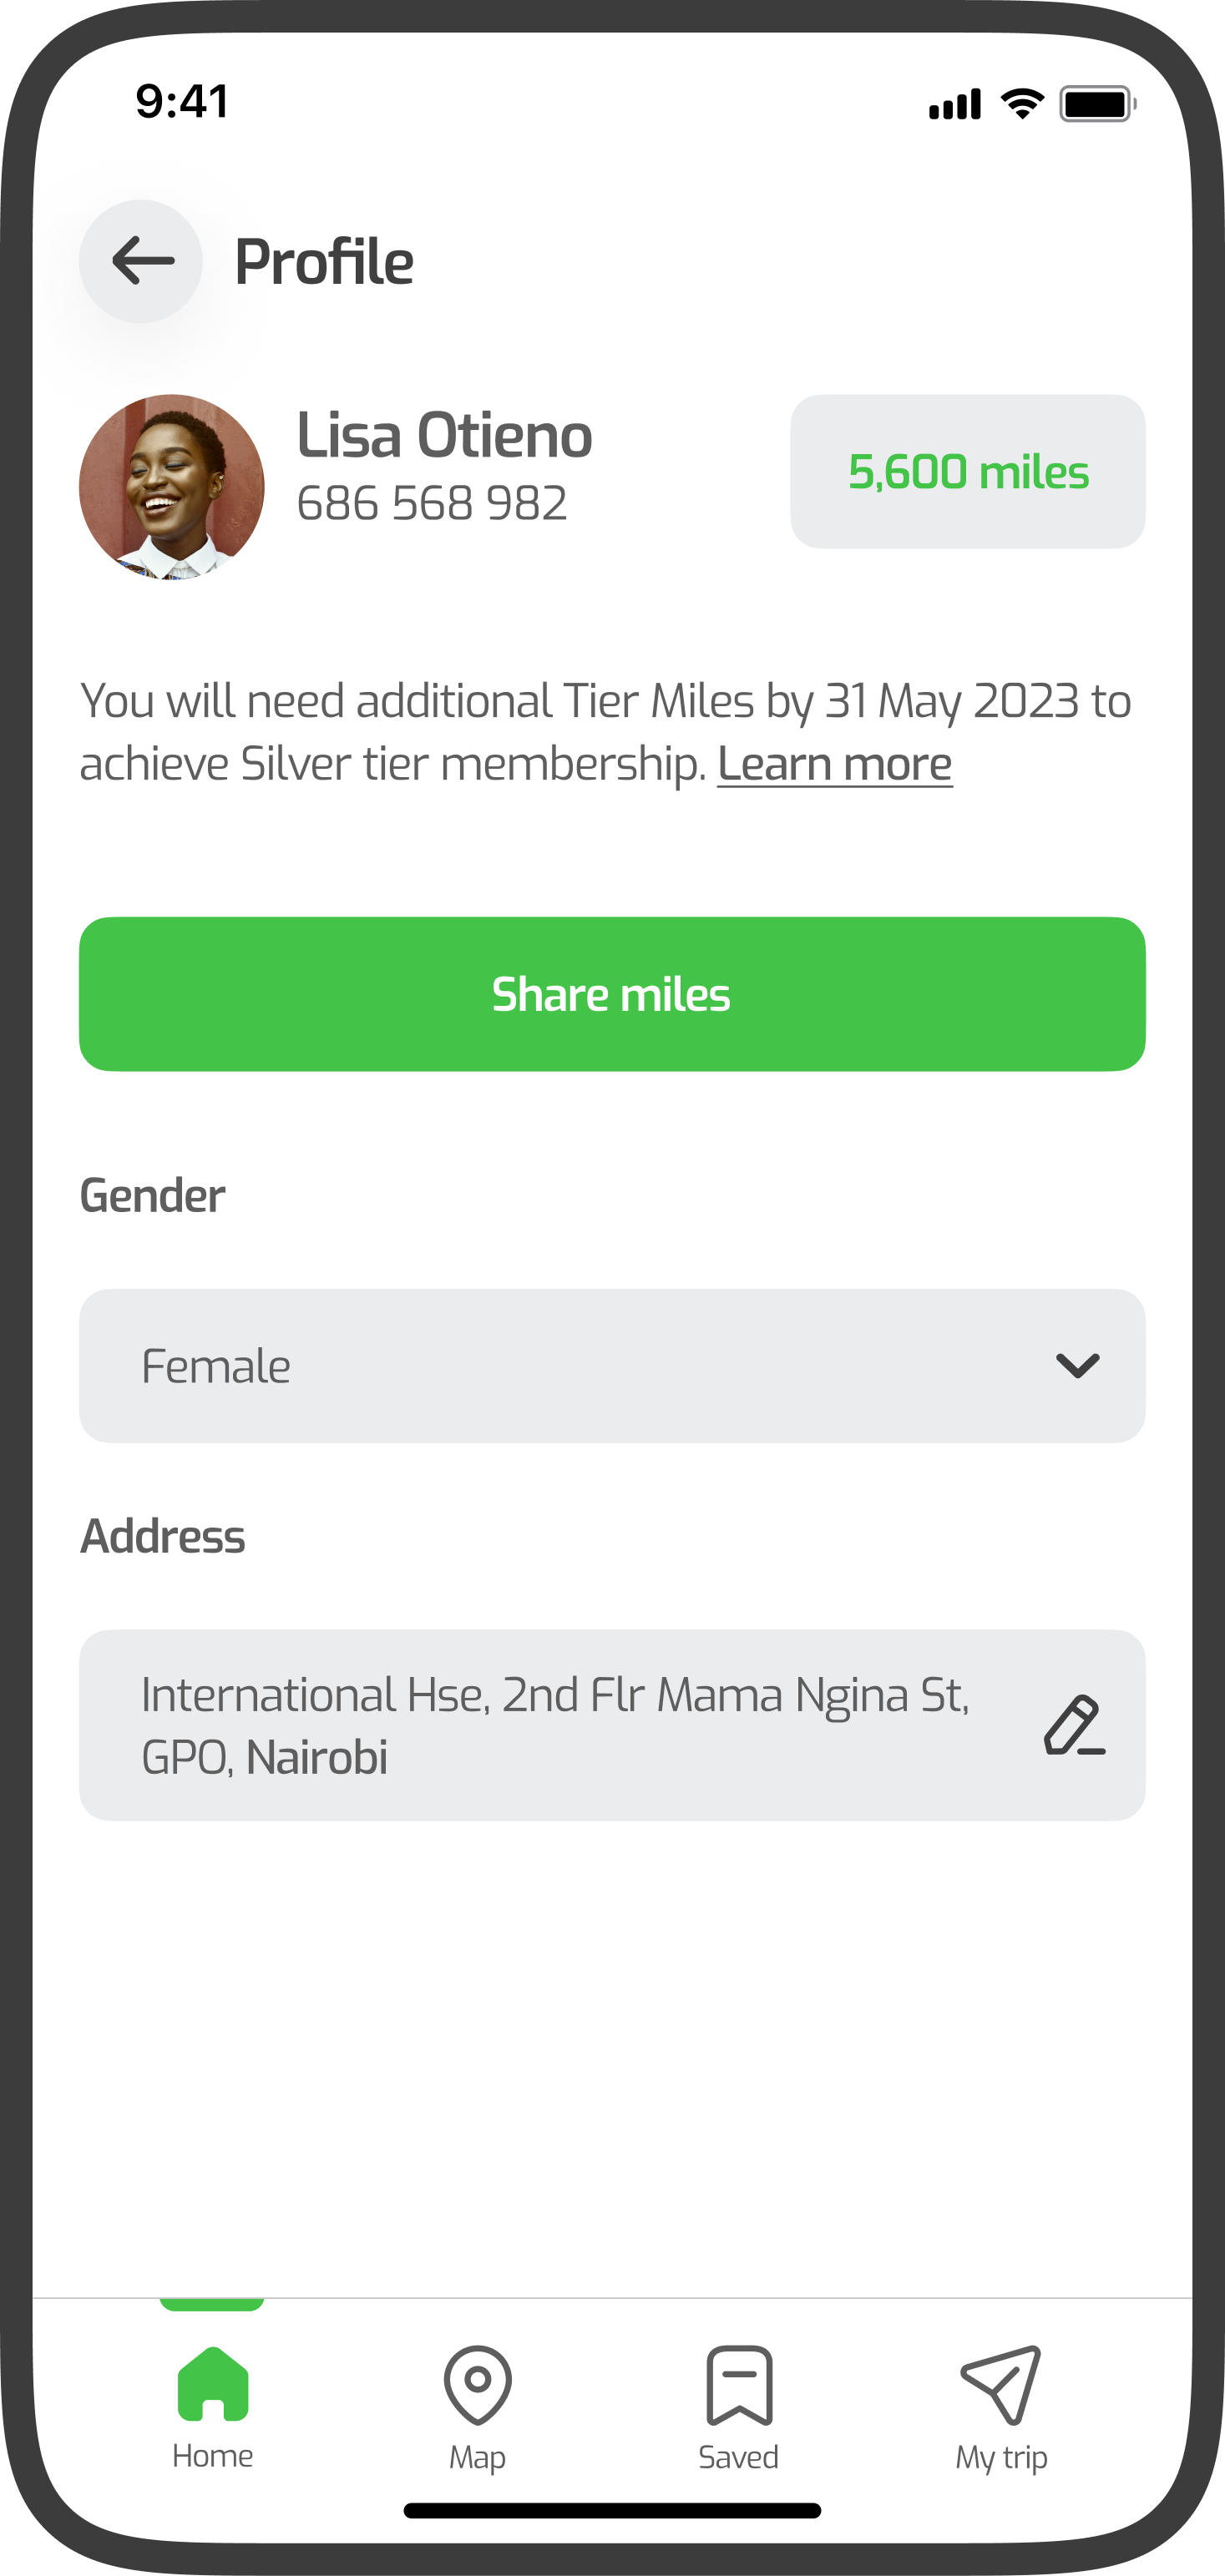 9:41
Profile
Lisa Otieno
686 568 982
5,600 miles
You will need additional Tier Miles by 31 May 2023 to
achieve Silver tier membership. Learn more
Share miles
Gender
Female
Address
International Hse, 2nd Flr Mama Ngina St,
GPO, Nairobi
Home
Map
Saved
My trip